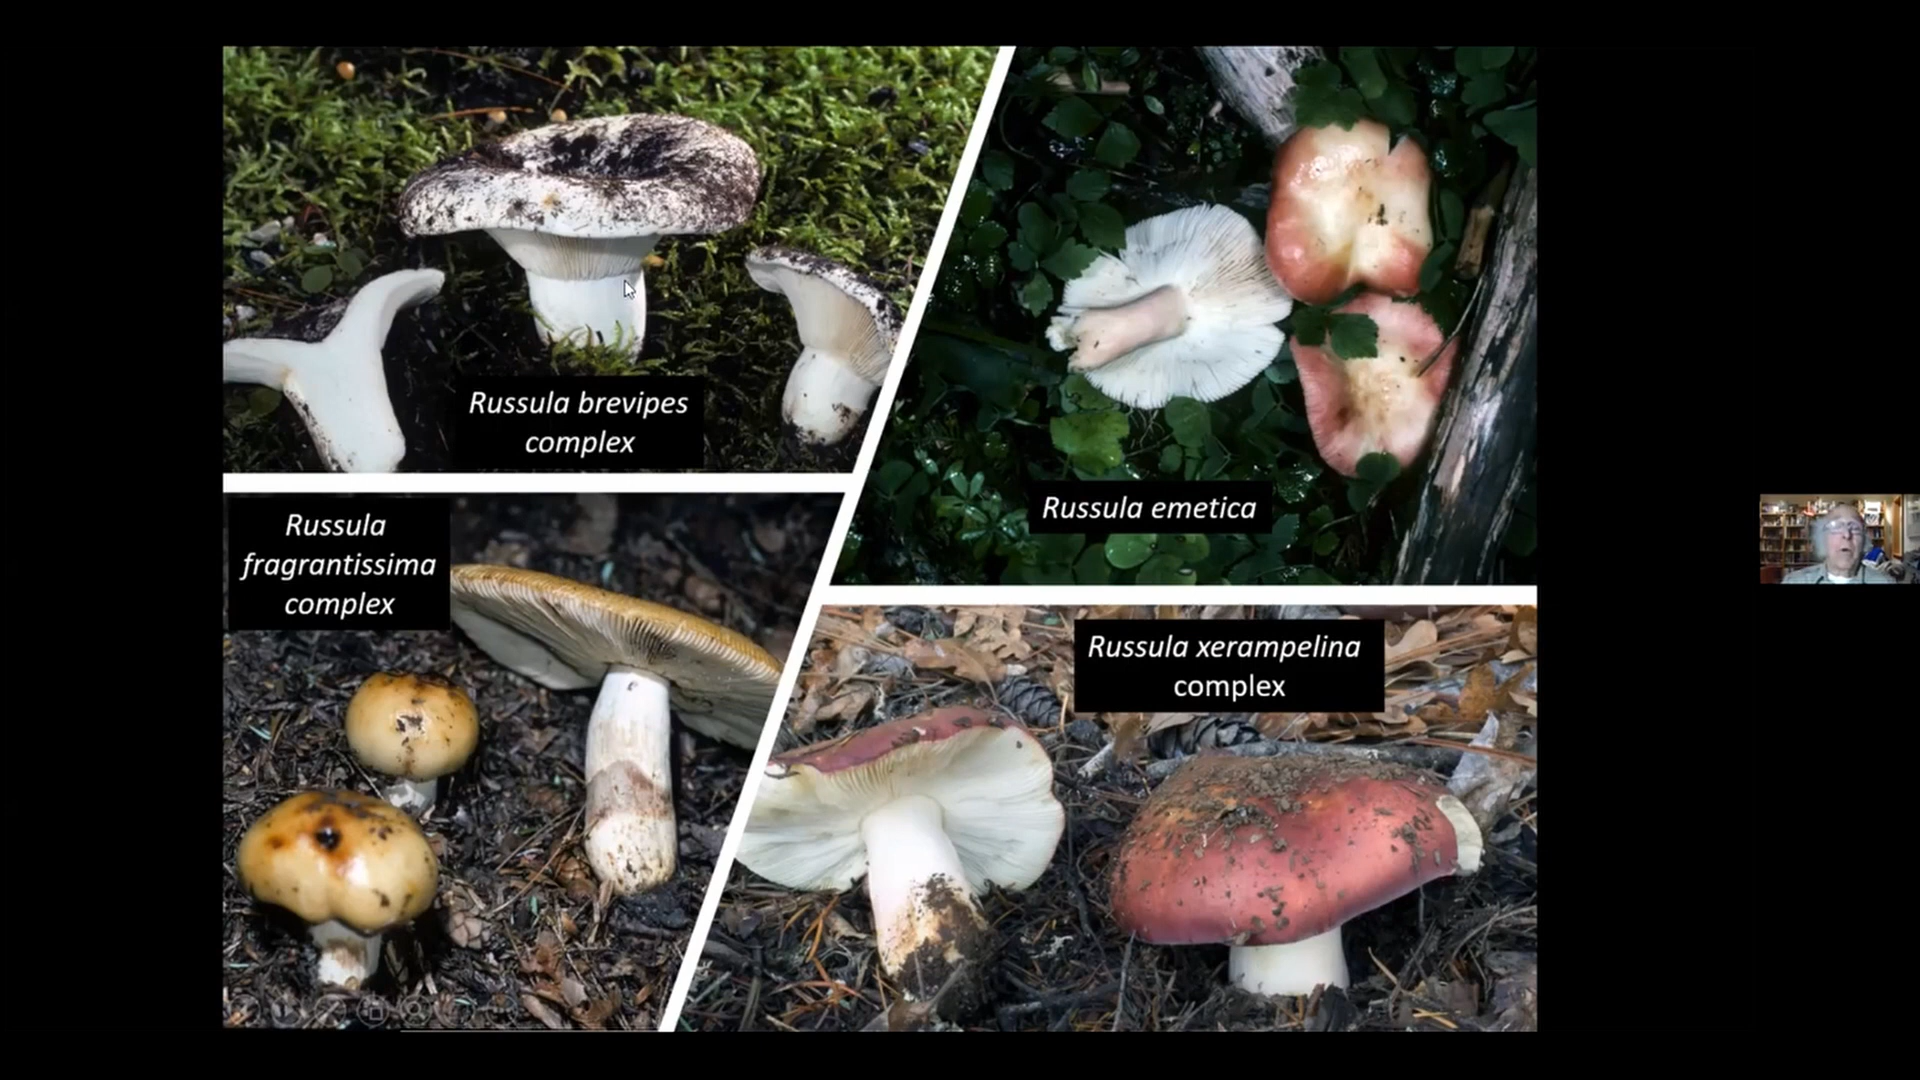 Russula brevipes
complex
Russula emetica
Russula
fragrantissima
complex
Russula xerampelina
complex